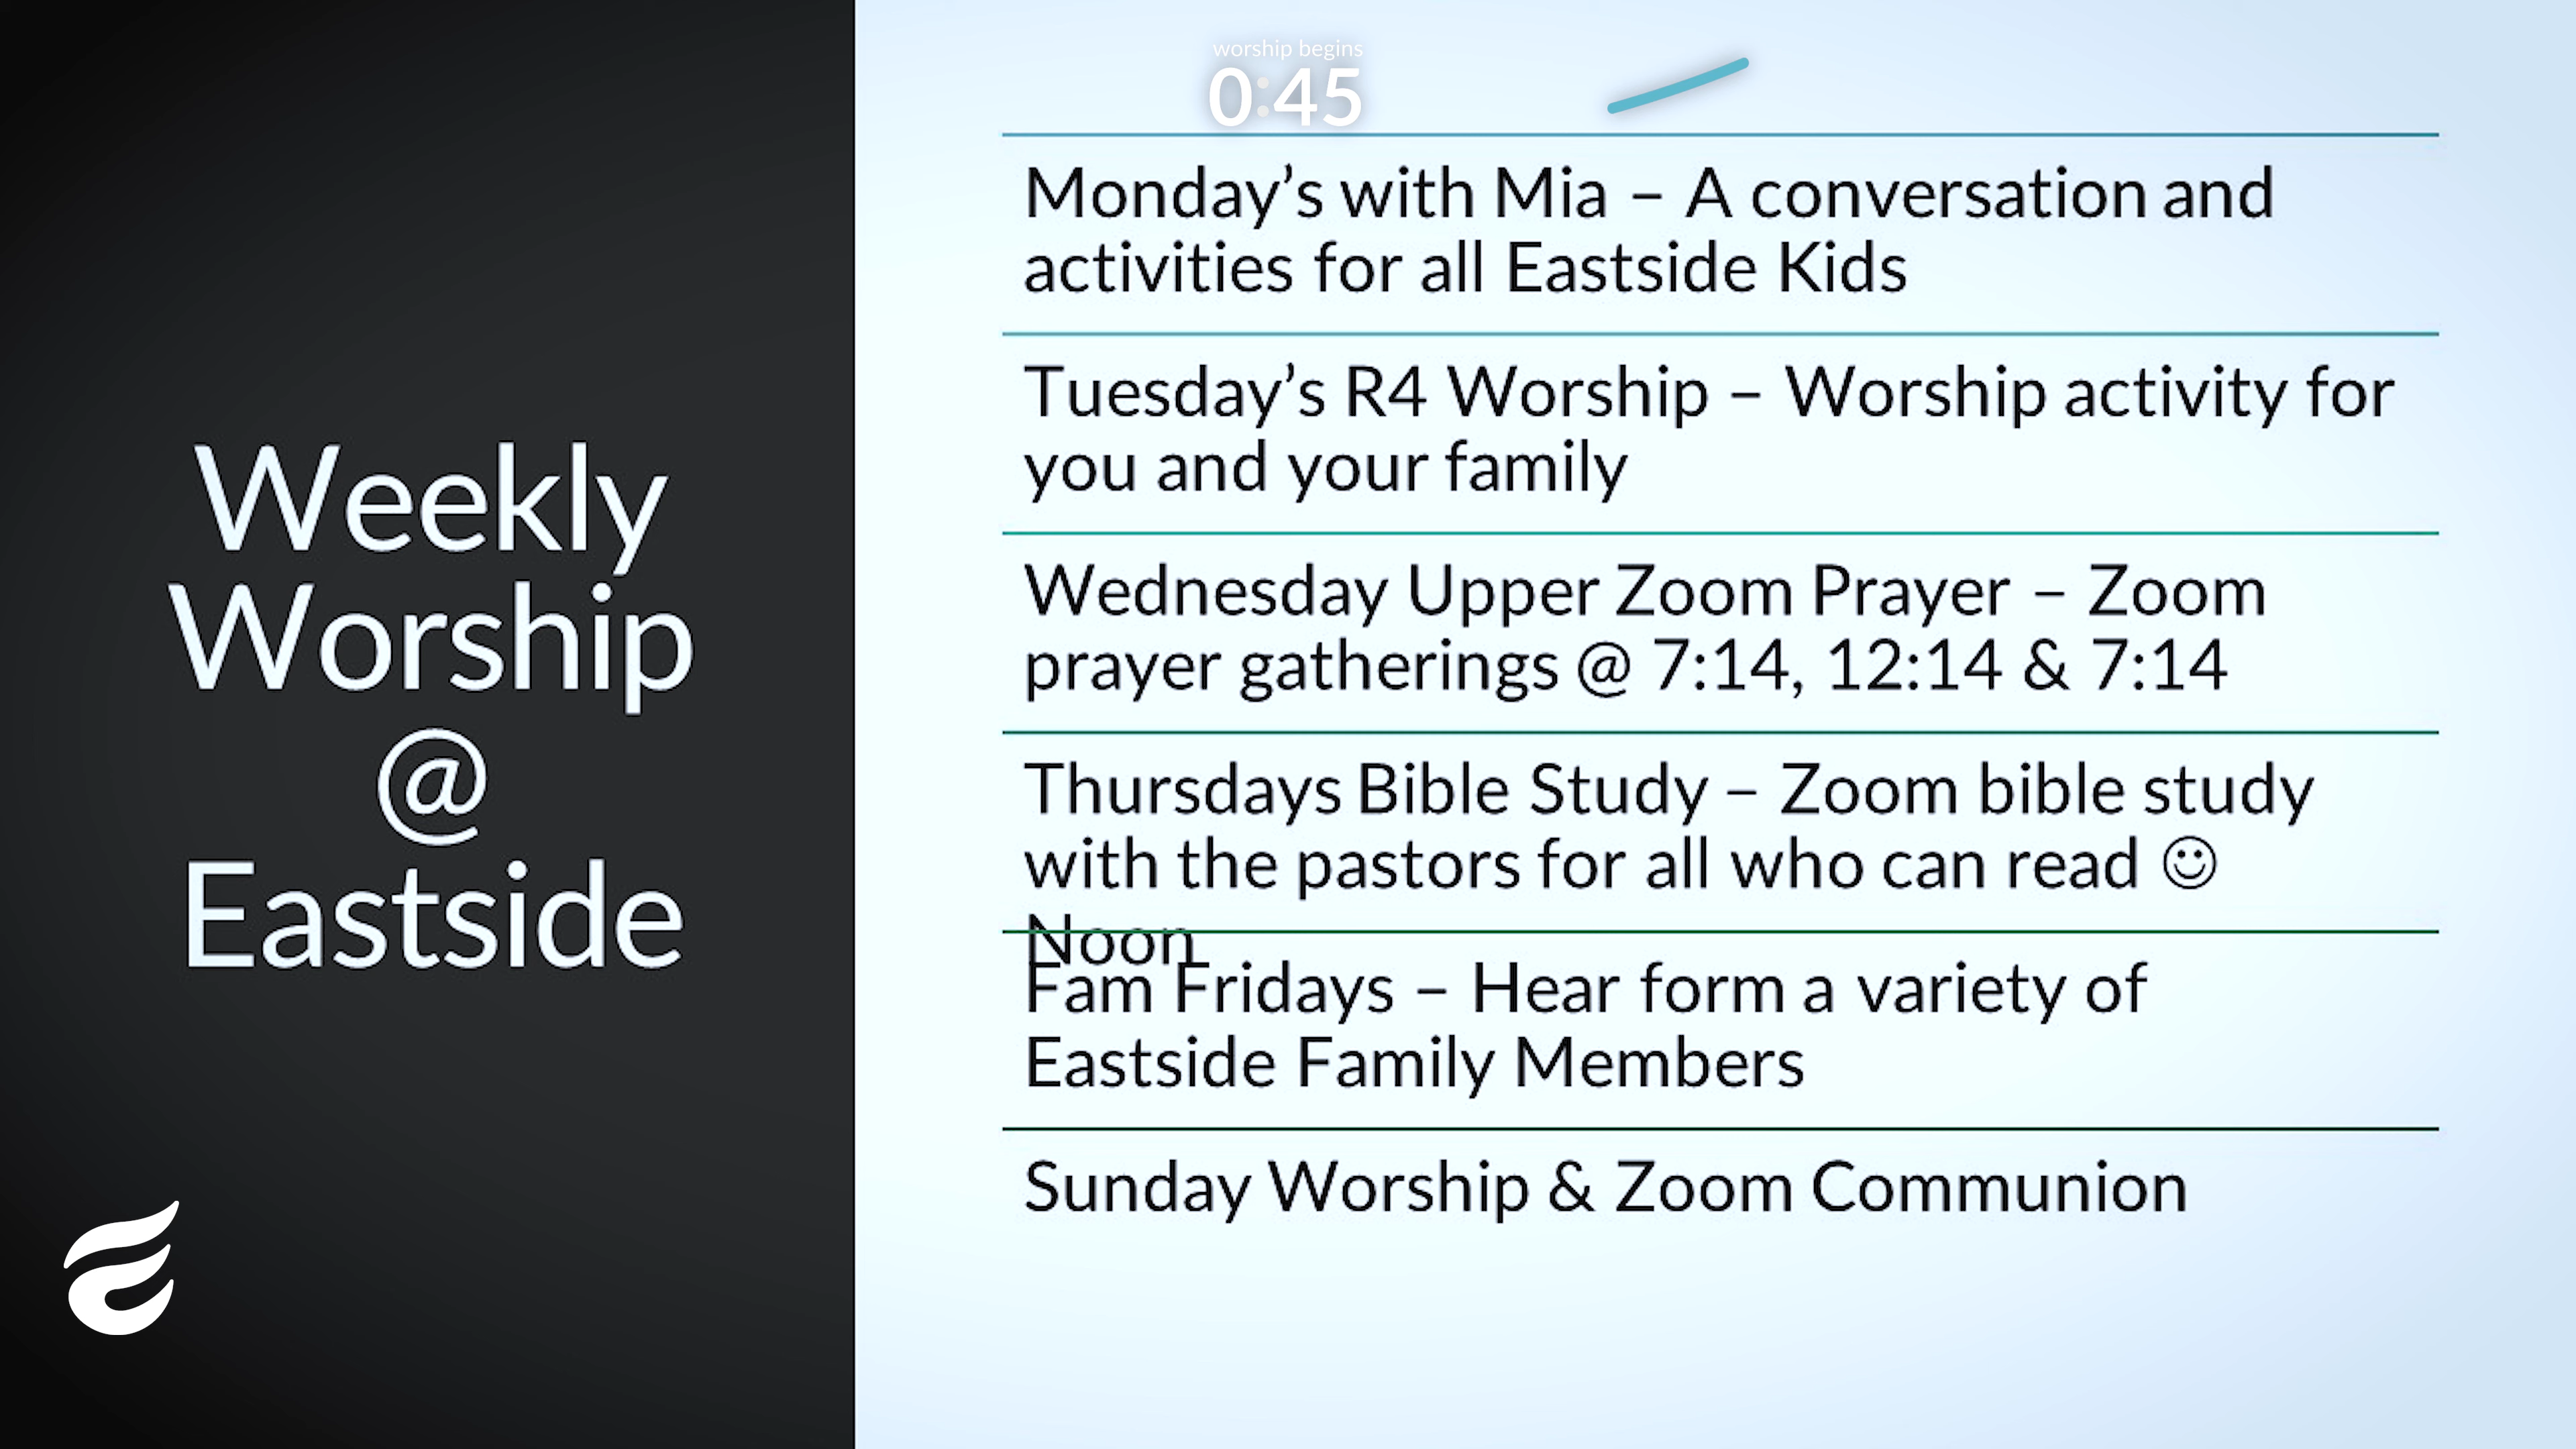 Weekly
Worship
@
Eastside
worship begins
0:45
Monday’s with Mia – A conversation and
activities for all Eastside Kids
Tuesday’s R4 Worship – Worship activity for
you and your family
Wednesday Upper Zoom Prayer – Zoom
prayer gatherings @ 7:14, 12:14 & 7:14
Thursdays Bible Study – Zoom bible study
with the pastors for all who can read ☺
Noon
Fam Fridays – Hear form a variety of
Eastside Family Members
Sunday Worship & Zoom Communion